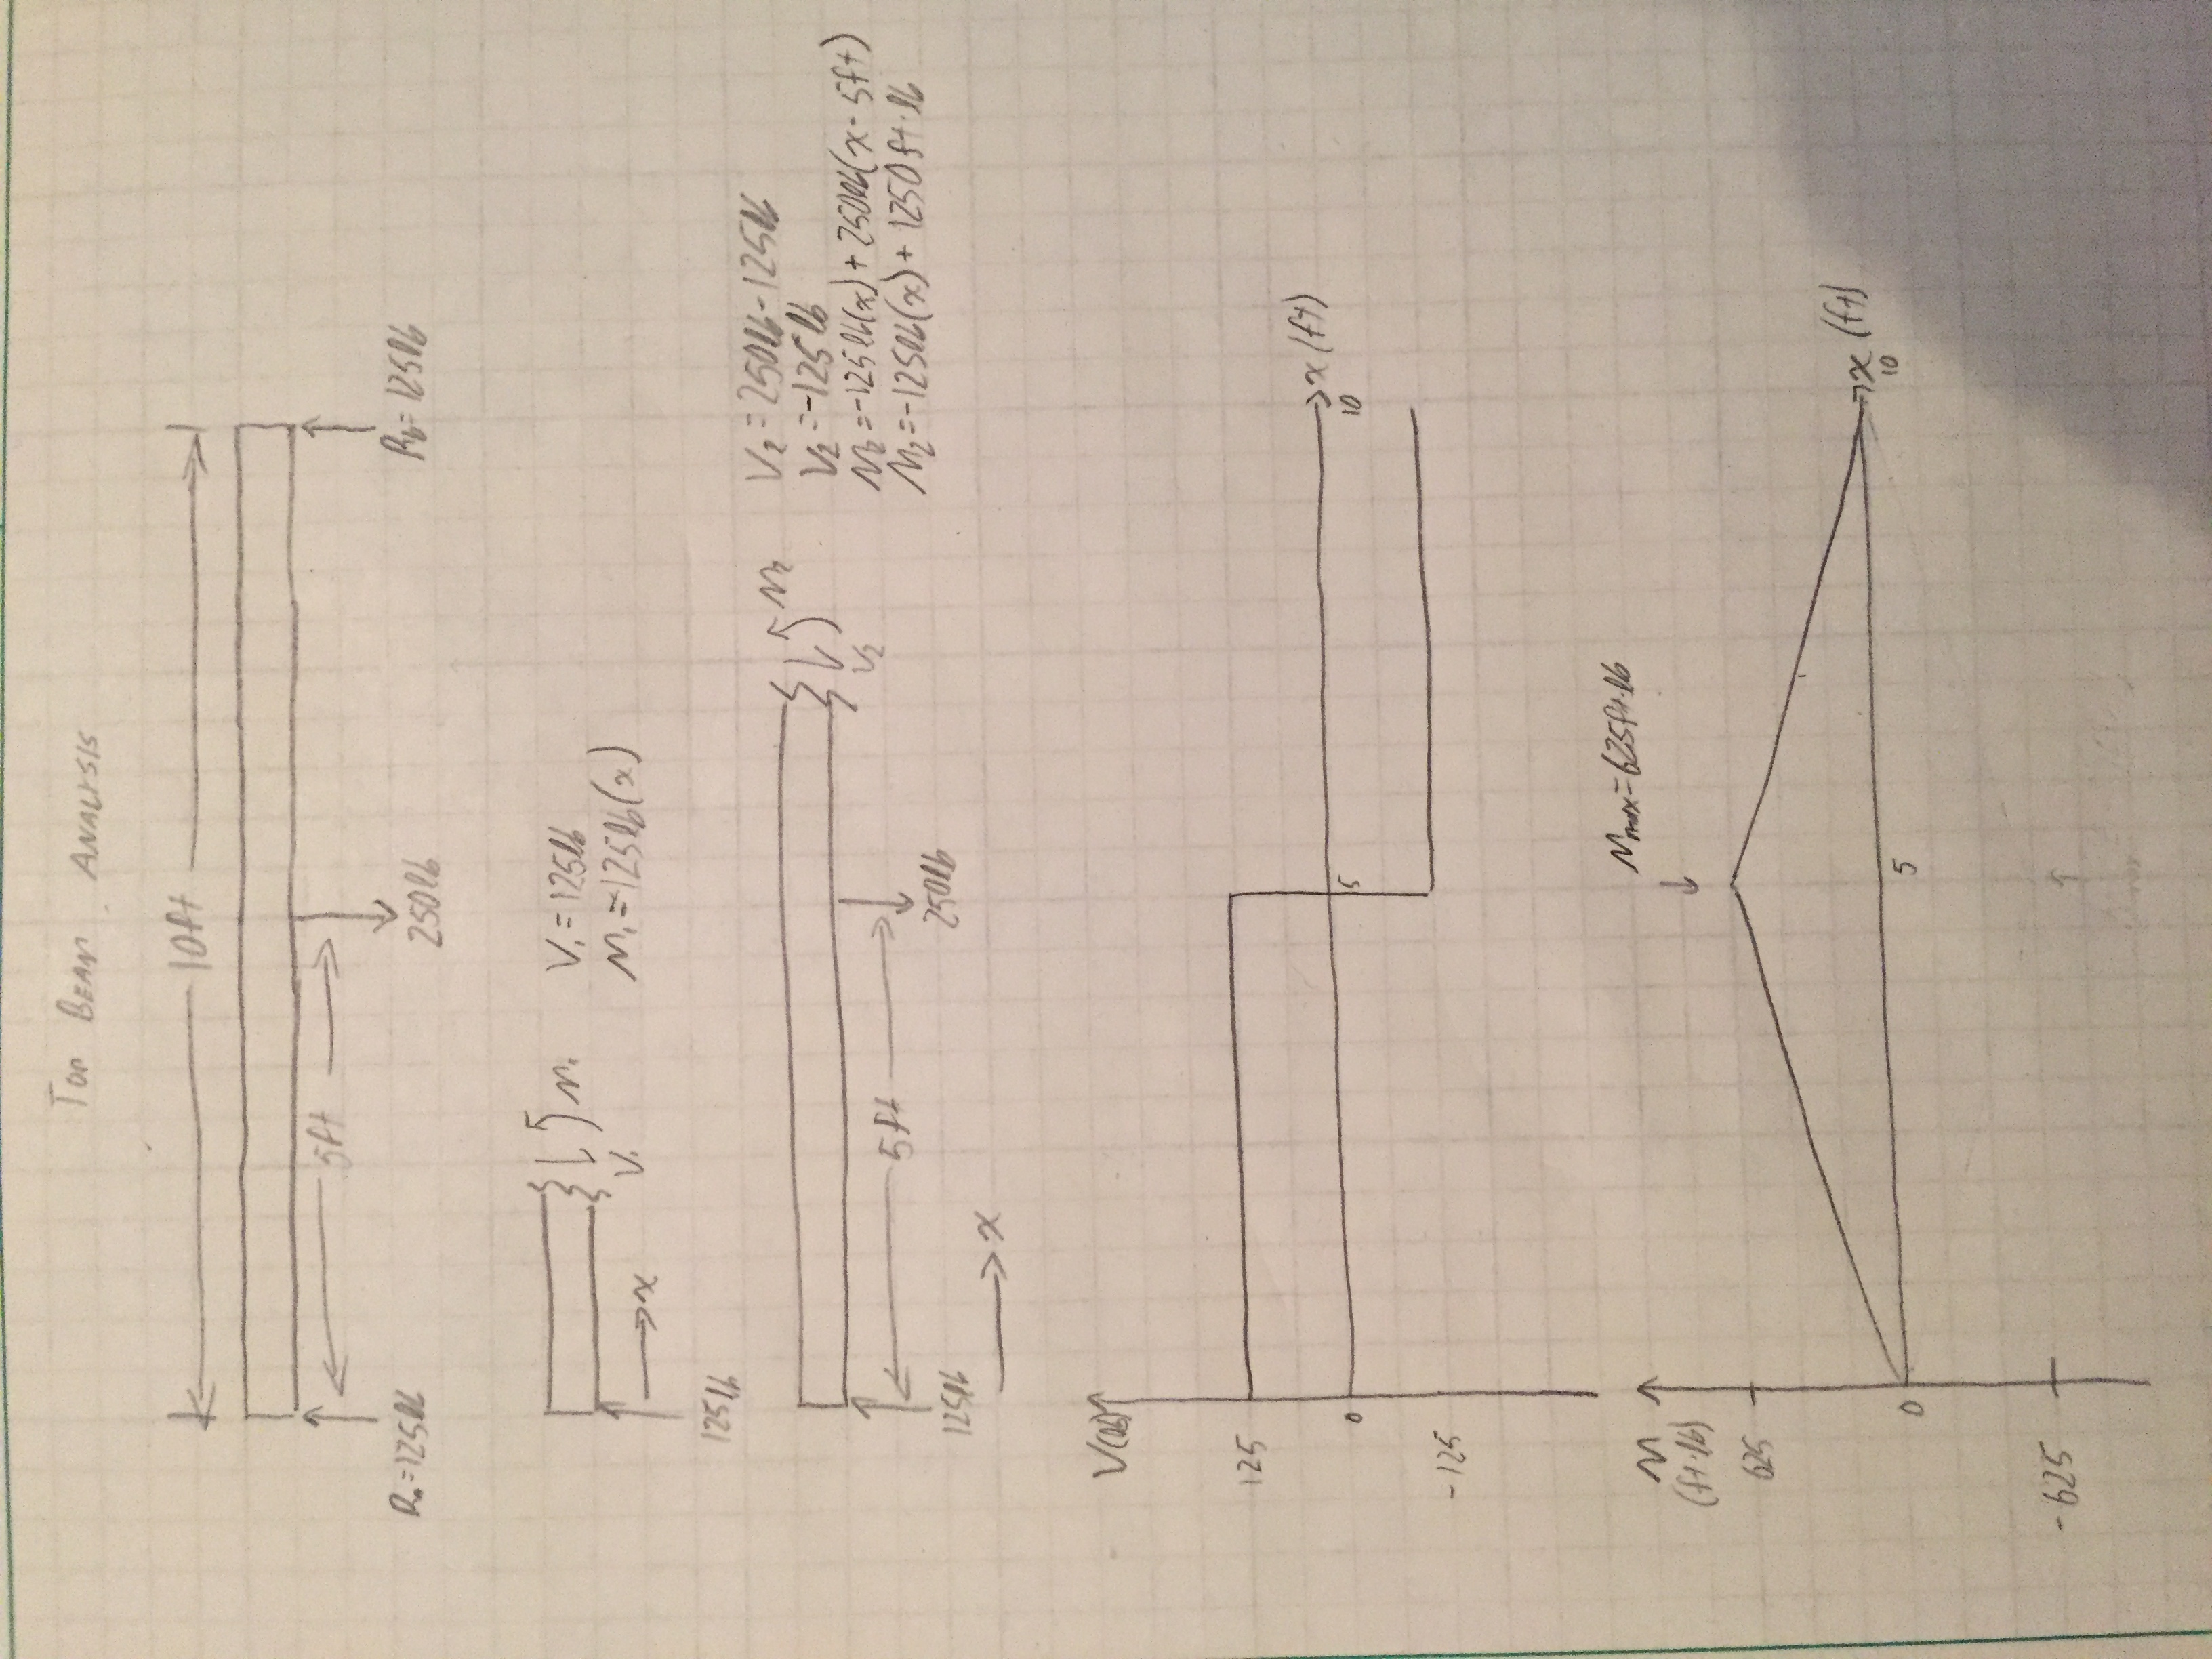 TOP BEAM ANALYSIS
10ft
5ft
Ra=125lb
250lb
Rb=125lb
M₁
V₁
x
125lb
V₁=125lb
M₁=125lb(x)
M₂
V₂
5ft
125lb
250lb
x
V₂=250lb-125lb
V₂=-125lb
M₂=-125lb(x)+250lb(x-5ft)
M₂=-125lb(x)+1250ft·lb
V(lb)
125
0
5
10
x(ft)
-125
Mmax=625ft·lb
M
(ft·lb)
625
0
5
x (ft)
10
-625